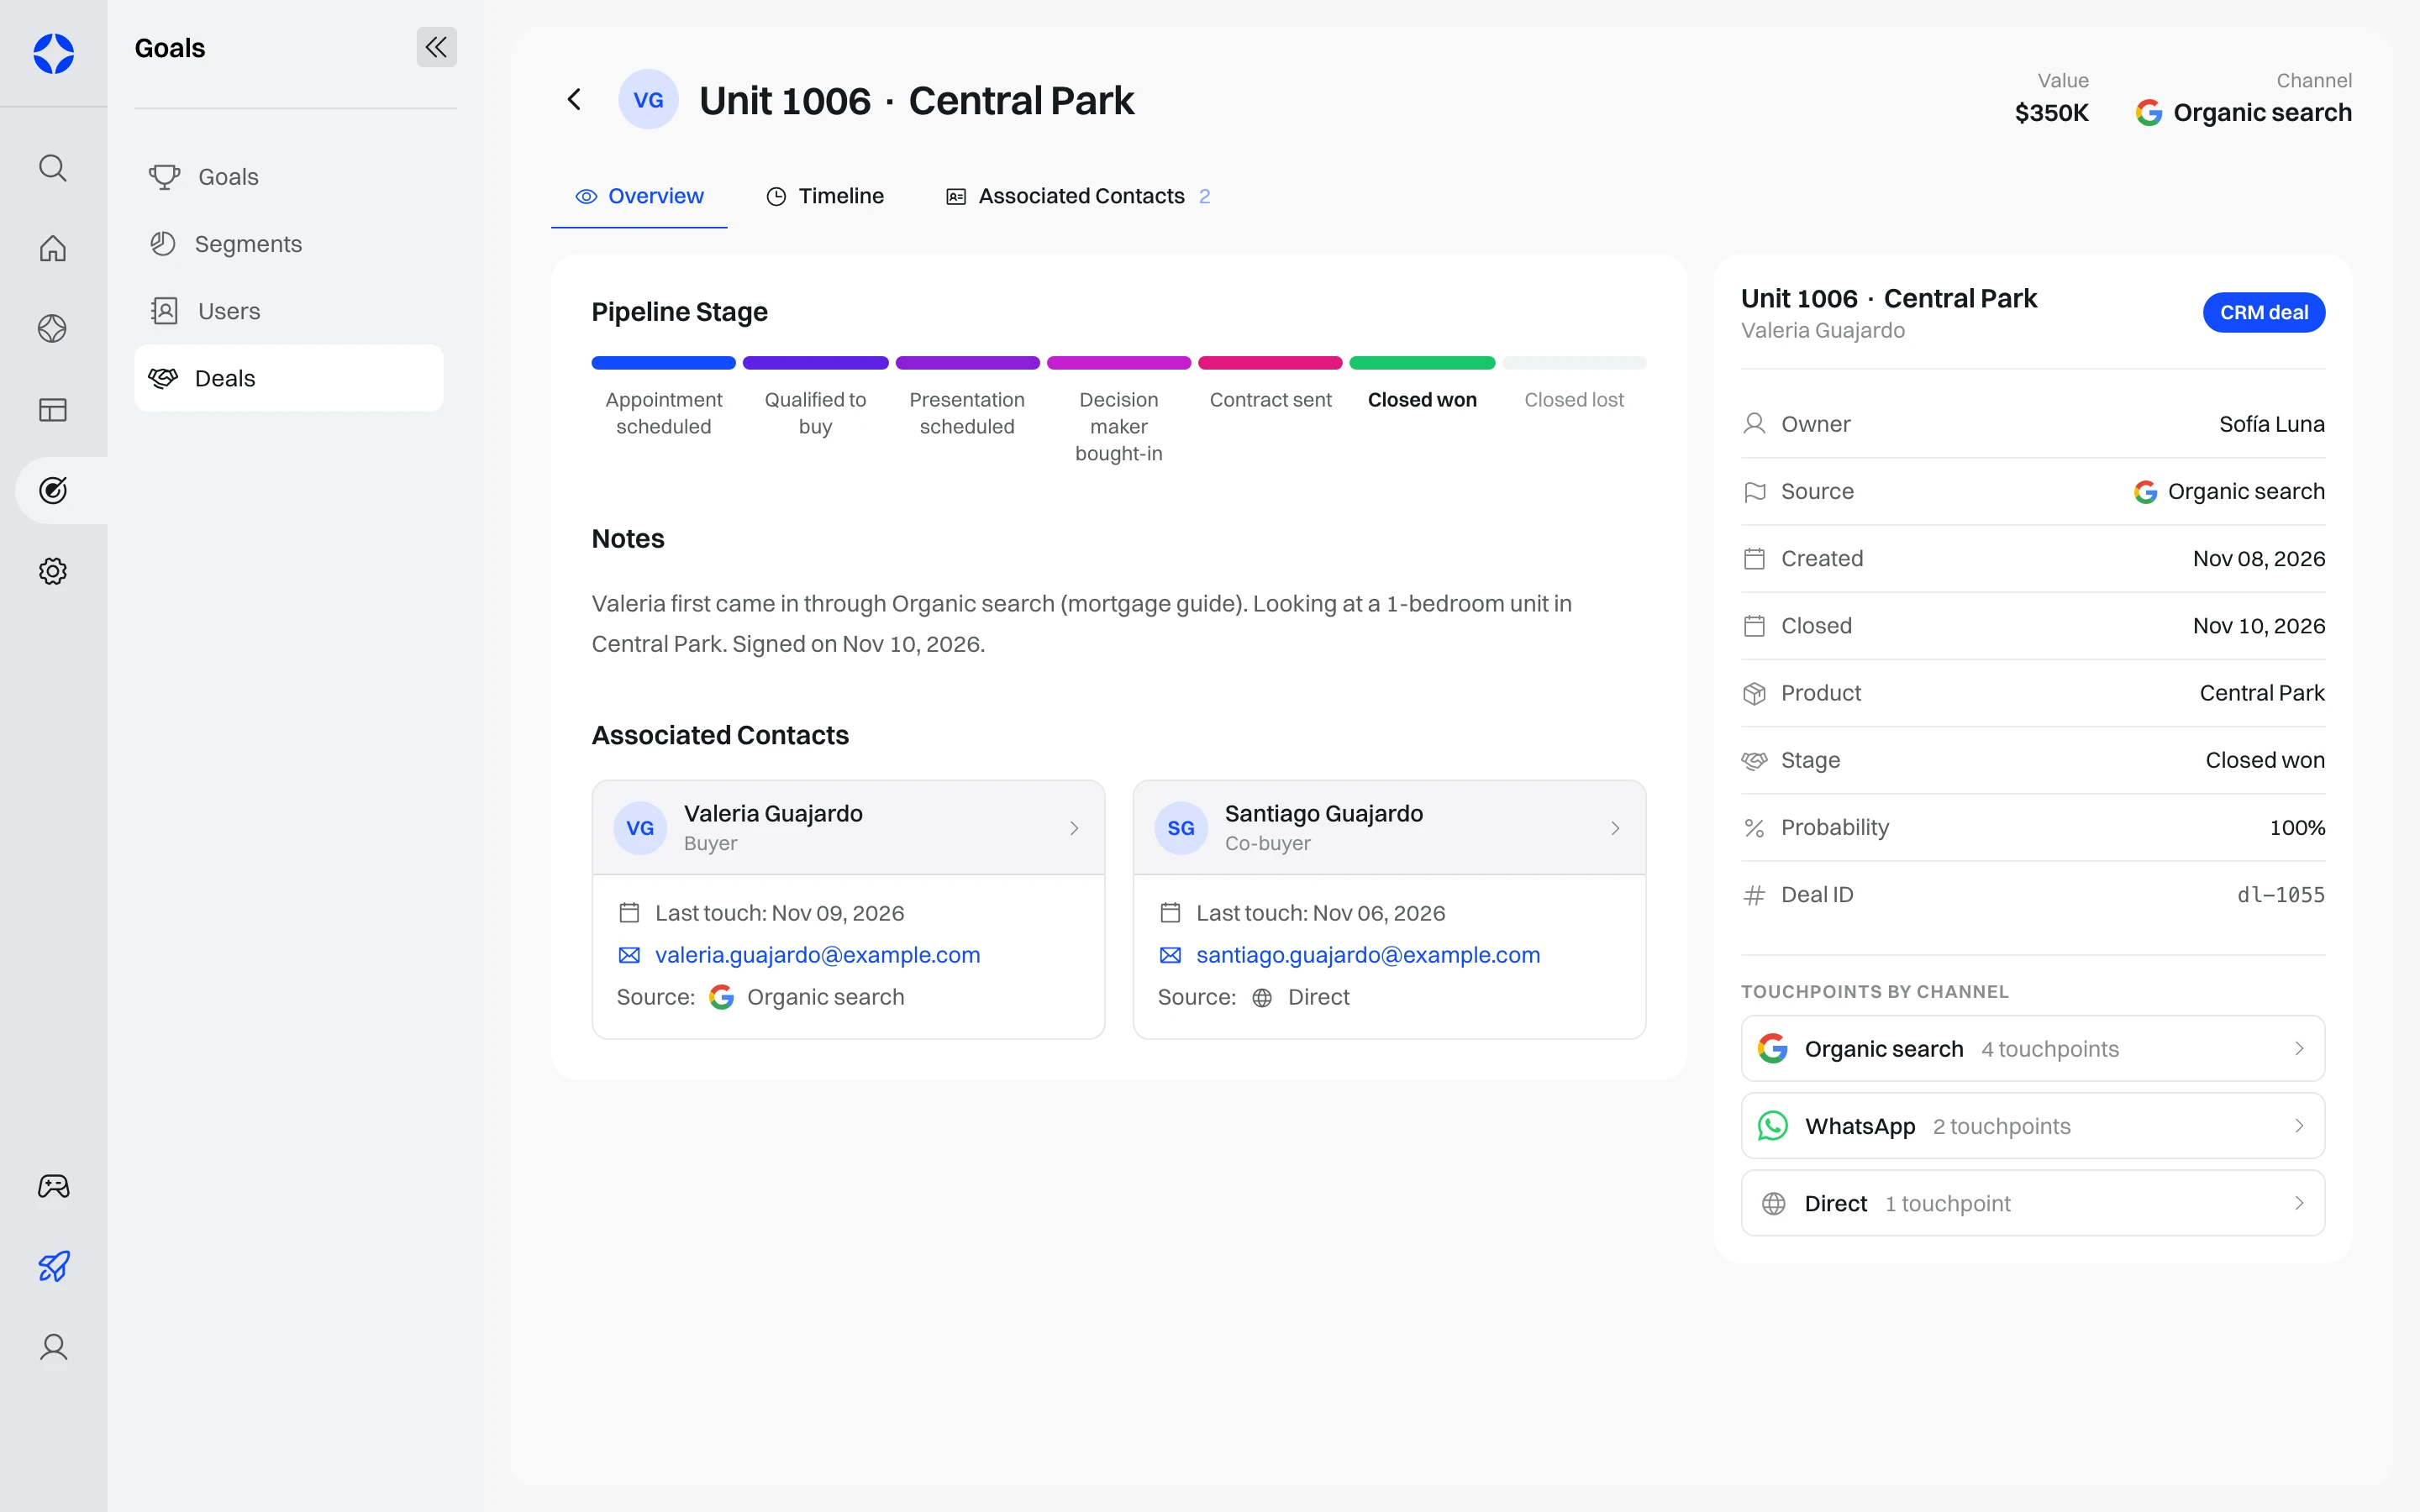 Goals
Goals
Segments
Users
Deals
VG
Unit 1006 · Central Park
Value
$350K
Channel
Organic search
Overview
Timeline
Associated Contacts 2
Pipeline Stage
Appointment scheduled
Qualified to buy
Presentation scheduled
Decision maker bought-in
Contract sent
Closed won
Closed lost
Notes
Valeria first came in through Organic search (mortgage guide). Looking at a 1-bedroom unit in
Central Park. Signed on Nov 10, 2026.
Associated Contacts
VG
Valeria Guajardo
Buyer
Last touch: Nov 09, 2026
valeria.guajardo@example.com
Source: Organic search
SG
Santiago Guajardo
Co-buyer
Last touch: Nov 06, 2026
santiago.guajardo@example.com
Source: Direct
Unit 1006 · Central Park
Valeria Guajardo
CRM deal
Owner Sofía Luna
Source Organic search
Created Nov 08, 2026
Closed Nov 10, 2026
Product Central Park
Stage Closed won
Probability 100%
Deal ID dl-1055
TOUCHPOINTS BY CHANNEL
Organic search 4 touchpoints
WhatsApp 2 touchpoints
Direct 1 touchpoint